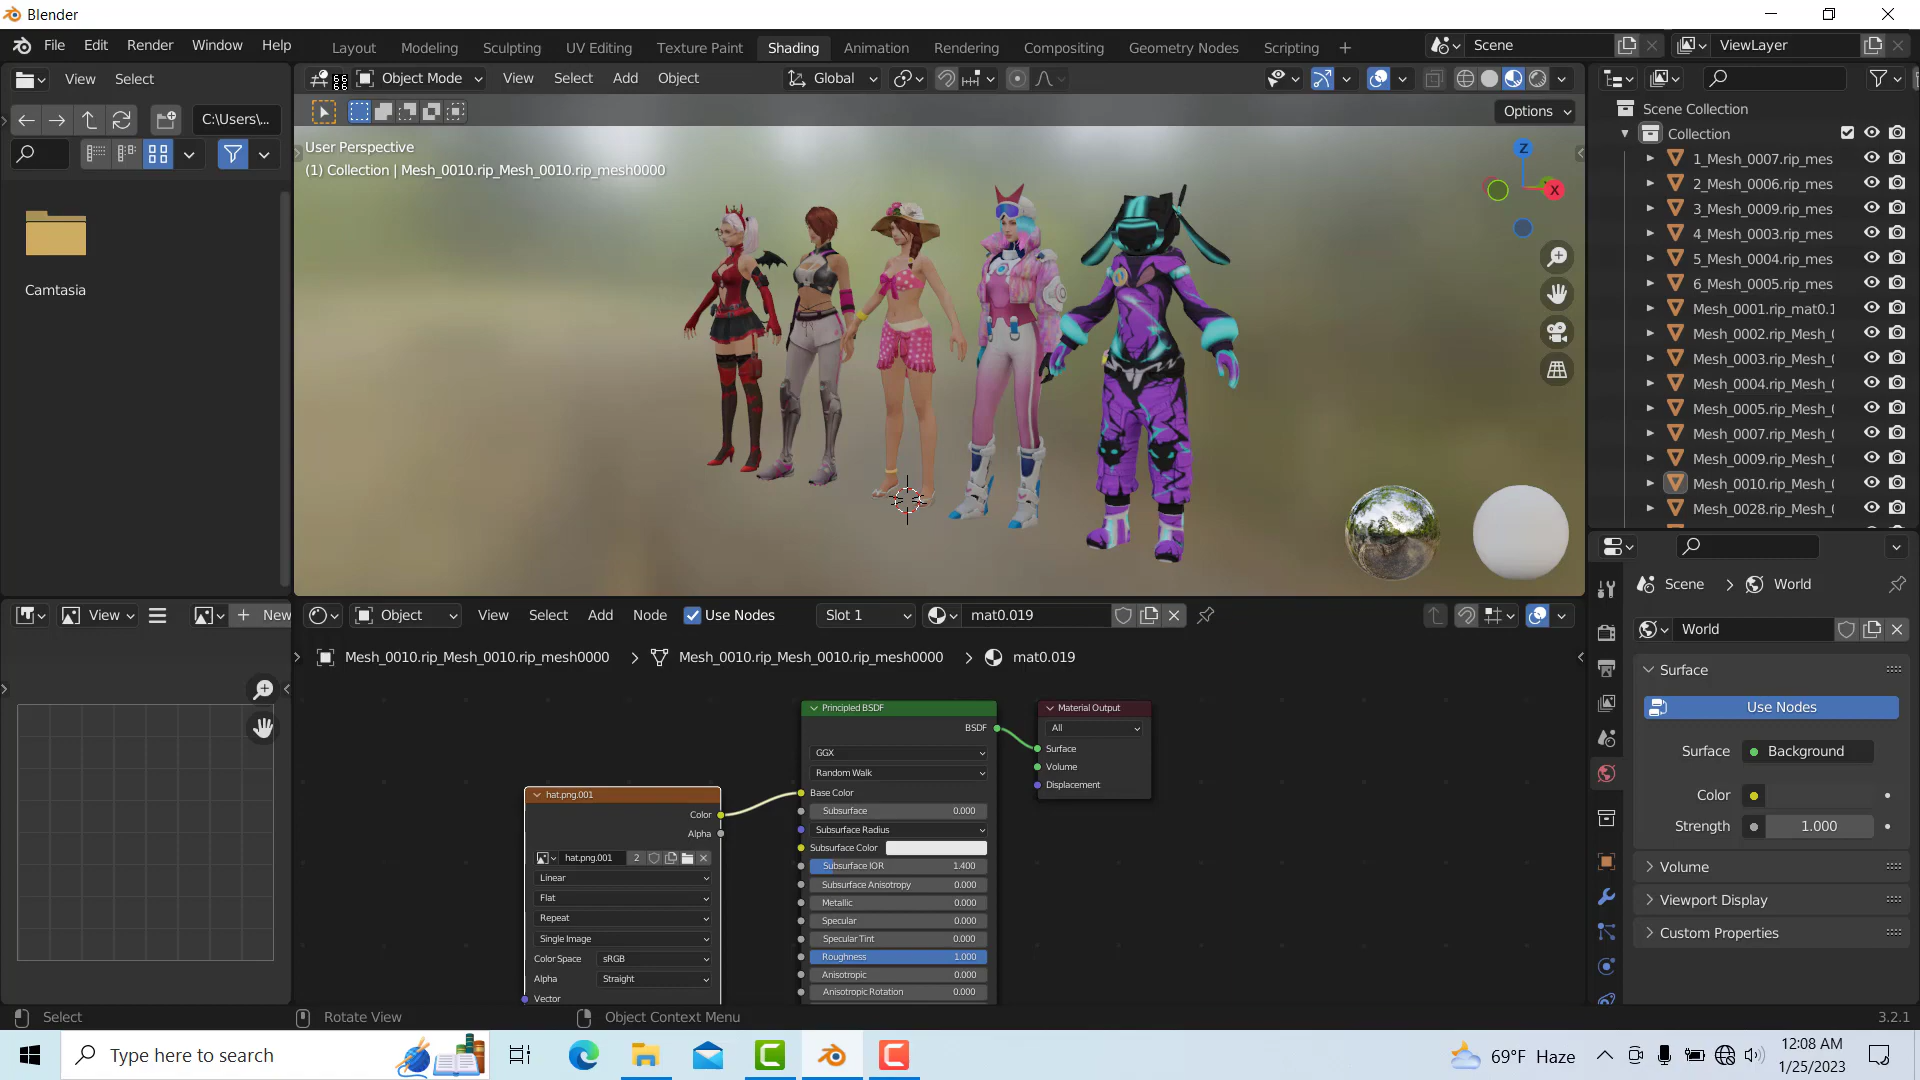 Blender
File Edit Render Window Help
Layout Modeling Sculpting UV Editing Texture Paint Shading Animation Rendering Compositing Geometry Nodes Scripting
Scene
ViewLayer
View Select
Object Mode View Select Add Object
Global
C:\Users\...
Options
User Perspective
(1) Collection | Mesh_0010.rip_Mesh_0010.rip_mesh0000
Z
X
Camtasia
Scene Collection
Collection
1_Mesh_0007.rip_mes
2_Mesh_0006.rip_mes
3_Mesh_0009.rip_mes
4_Mesh_0003.rip_mes
5_Mesh_0004.rip_mes
6_Mesh_0005.rip_mes
Mesh_0001.rip_mat0.1
Mesh_0002.rip_Mesh_0
Mesh_0003.rip_Mesh_0
Mesh_0004.rip_Mesh_0
Mesh_0005.rip_Mesh_0
Mesh_0007.rip_Mesh_0
Mesh_0009.rip_Mesh_0
Mesh_0010.rip_Mesh_0
Mesh_0028.rip_Mesh_0
Scene > World
World
Surface
Use Nodes
Surface Background
Color
Strength 1.000
Volume
Viewport Display
Custom Properties
View
New
Object View Select Add Node Use Nodes Slot 1 mat0.019
Mesh_0010.rip_Mesh_0010.rip_mesh0000 > Mesh_0010.rip_Mesh_0010.rip_mesh0000 > mat0.019
hat.png.001
Color
Alpha
hat.png.001 2
Linear
Flat
Repeat
Single Image
Color Space sRGB
Alpha Straight
Vector
Principled BSDF
BSDF
GGX
Random Walk
Base Color
Subsurface 0.000
Subsurface Radius
Subsurface Color
Subsurface IOR 1.400
Subsurface Anisotropy 0.000
Metallic 0.000
Specular 0.000
Specular Tint 0.000
Roughness 1.000
Anisotropic 0.000
Anisotropic Rotation 0.000
Material Output
All
Surface
Volume
Displacement
Select
Rotate View
Object Context Menu
3.2.1
Type here to search
69°F Haze
12:08 AM
1/25/2023